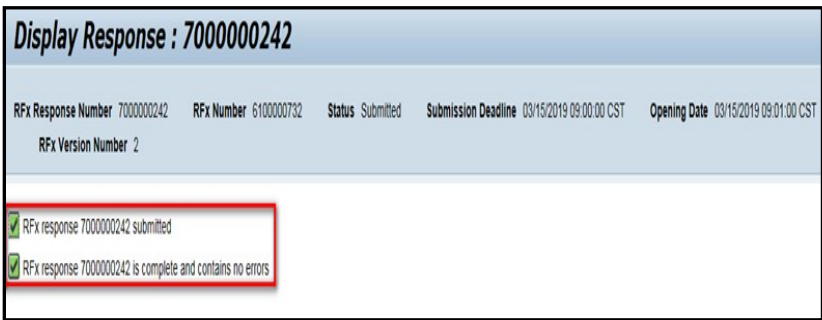 Display Response : 7000000242
RFx Response Number 7000000242 RFx Number 6100000732 Status Submitted Submission Deadline 03/15/2019 09:00:00 CST Opening Date 03/15/2019 09:01:00 CST
RFx Version Number 2
RFx response 7000000242 submitted
RFx response 7000000242 is complete and contains no errors